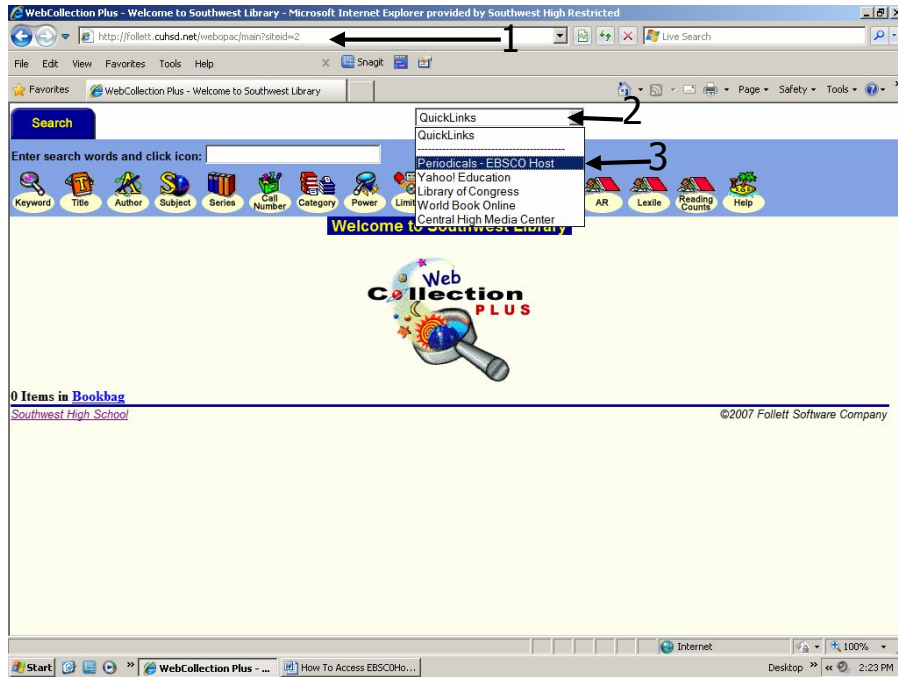 WebCollection Plus - Welcome to Southwest Library - Microsoft Internet Explorer provided by Southwest High Restricted
http://follett.cuhsd.net/webopac/main?siteid=2
1
Live Search
File Edit View Favorites Tools Help
x Snagit
Favorites WebCollection Plus - Welcome to Southwest Library
Page Safety Tools
Search
QuickLinks
2
QuickLinks
Enter search words and click icon:
Periodicals - EBSCO Host
3
Yahoo! Education
Library of Congress
World Book Online
Central High Media Center
Keyword Title Author Subject Series Call Number Category Power Limit AR Lexile Reading Counts Help
Welcome to Southwest Library
Web
Collection
PLUS
0 Items in Bookbag
Southwest High School ©2007 Follett Software Company
Internet 100%
Start WebCollection Plus - ... How To Access EBSCOHo... Desktop 2:23 PM